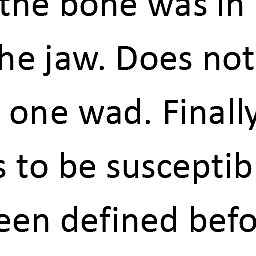 the bone was in
he jaw. Does not
one wad. Finally
s to be susceptib
een defined befo